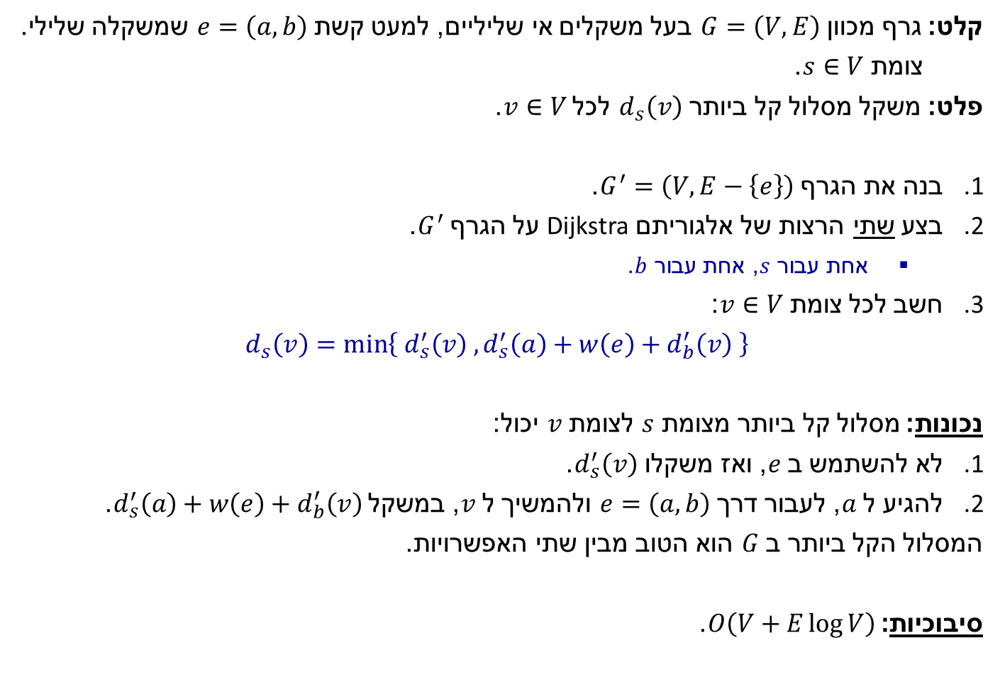 קלט: גרף מכוון G = (V, E) בעל משקלים אי שליליים, למעט קשת e = (a, b) שמשקלה שלילי.
צומת s ∈ V.
פלט: משקל מסלול קל ביותר d_s(v) לכל v ∈ V.
1. בנה את הגרף G′ = (V, E − {e}).
2. בצע שתי הרצות של אלגוריתם Dijkstra על הגרף G′.
▪ אחת עבור s, אחת עבור b.
3. חשב לכל צומת v ∈ V:
d_s(v) = min{ d′_s(v) , d′_s(a) + w(e) + d′_b(v) }
נכונות: מסלול קל ביותר מצומת s לצומת v יכול:
1. לא להשתמש ב e, ואז משקלו d′_s(v).
2. להגיע ל a, לעבור דרך e = (a, b) ולהמשיך ל v, במשקל d′_s(a) + w(e) + d′_b(v).
המסלול הקל ביותר ב G הוא הטוב מבין שתי האפשרויות.
סיבוכיות: O(V + E log V).